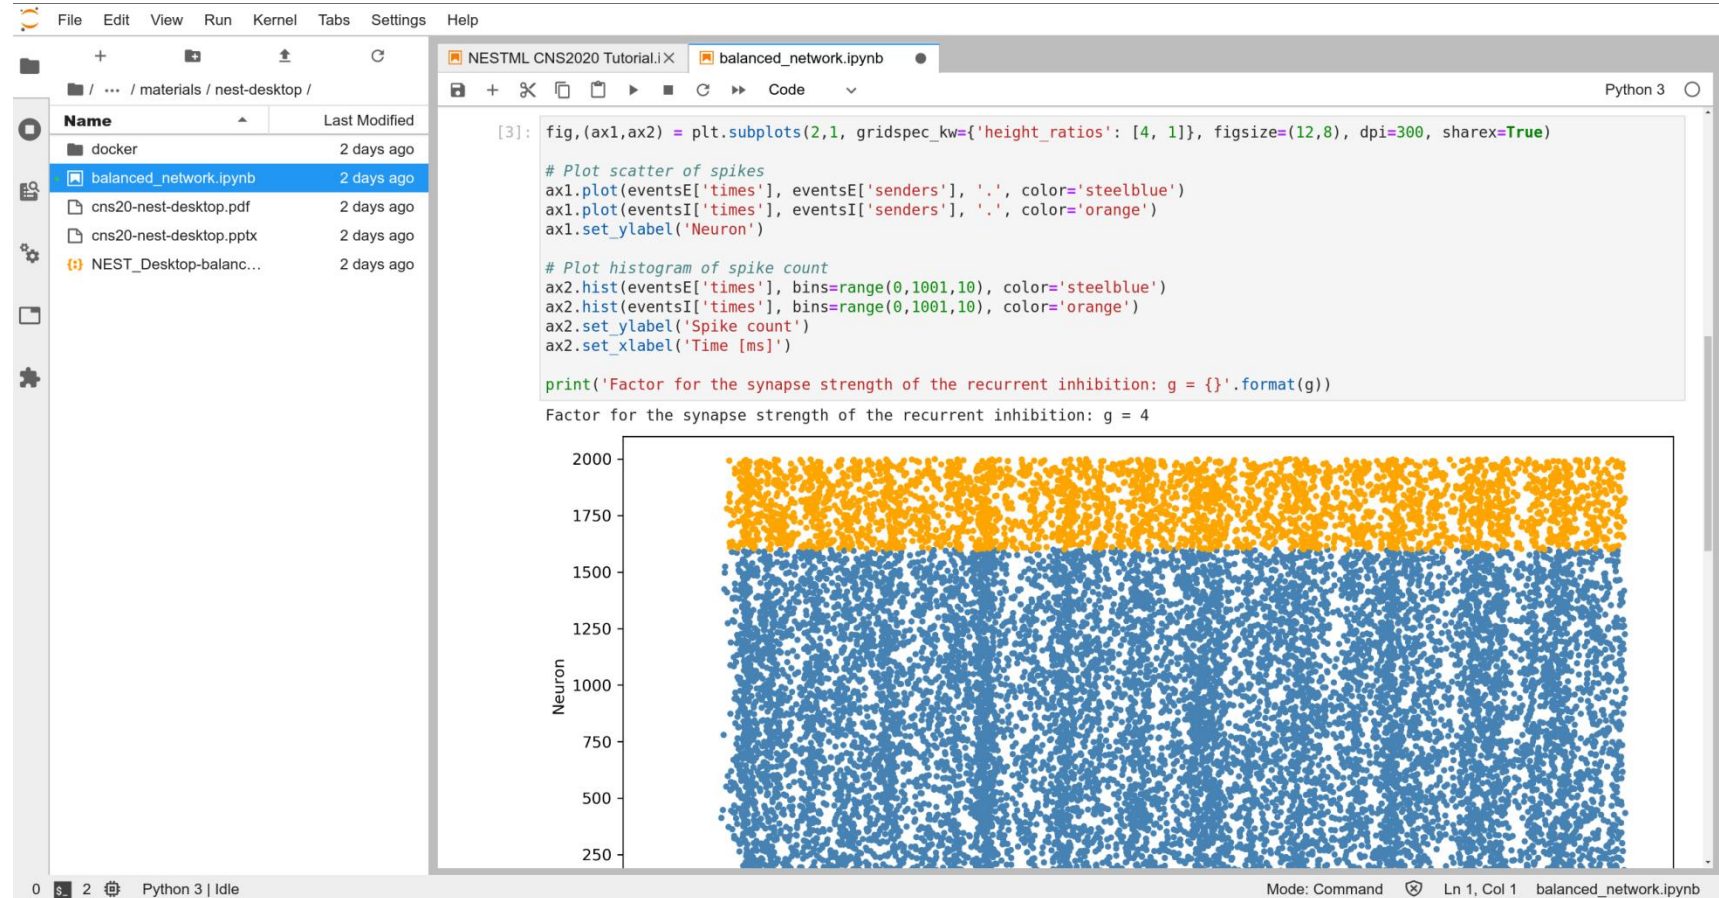 File Edit View Run Kernel Tabs Settings Help
NESTML CNS2020 Tutorial.i
balanced_network.ipynb
/ ··· / materials / nest-desktop /
Code
Python 3
Name Last Modified
docker 2 days ago
balanced_network.ipynb 2 days ago
cns20-nest-desktop.pdf 2 days ago
cns20-nest-desktop.pptx 2 days ago
NEST_Desktop-balanc... 2 days ago
[3]: fig,(ax1,ax2) = plt.subplots(2,1, gridspec_kw={'height_ratios': [4, 1]}, figsize=(12,8), dpi=300, sharex=True)
# Plot scatter of spikes
ax1.plot(eventsE['times'], eventsE['senders'], '.', color='steelblue')
ax1.plot(eventsI['times'], eventsI['senders'], '.', color='orange')
ax1.set_ylabel('Neuron')
# Plot histogram of spike count
ax2.hist(eventsE['times'], bins=range(0,1001,10), color='steelblue')
ax2.hist(eventsI['times'], bins=range(0,1001,10), color='orange')
ax2.set_ylabel('Spike count')
ax2.set_xlabel('Time [ms]')
print('Factor for the synapse strength of the recurrent inhibition: g = {}'.format(g))
Factor for the synapse strength of the recurrent inhibition: g = 4
2000
1750
1500
1250
1000
750
500
250
Neuron
0 $_ 2 Python 3 | Idle
Mode: Command Ln 1, Col 1 balanced_network.ipynb